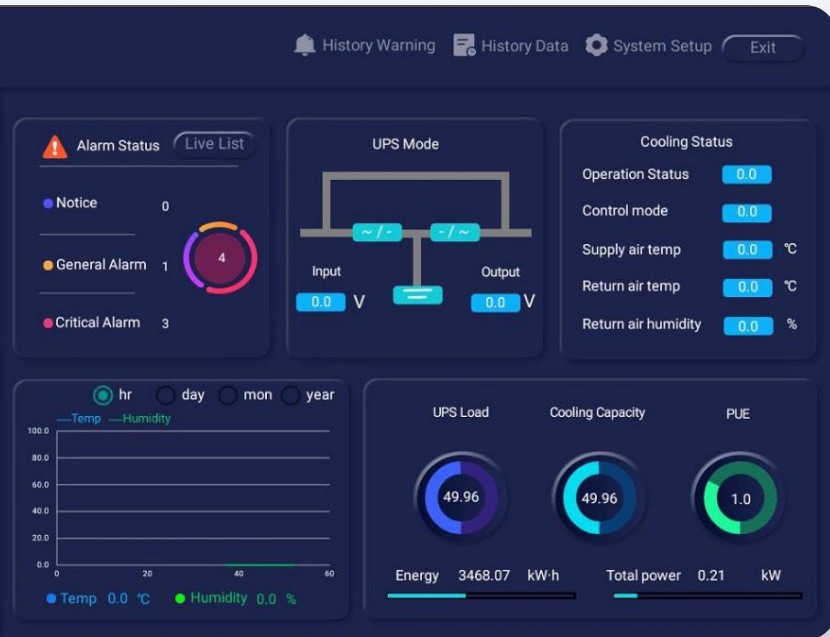 History Warning History Data System Setup Exit
Alarm Status Live List
Notice 0
General Alarm 1
Critical Alarm 3
4
UPS Mode
~ / - - / ~
Input Output
0.0 V 0.0 V
Cooling Status
Operation Status 0.0
Control mode 0.0
Supply air temp 0.0 ℃
Return air temp 0.0 ℃
Return air humidity 0.0 %
hr day mon year
Temp Humidity
100.0
80.0
60.0
40.0
20.0
0.0
0 20 40 60
Temp 0.0 ℃ Humidity 0.0 %
UPS Load Cooling Capacity PUE
49.96 49.96 1.0
Energy 3468.07 kW·h Total power 0.21 kW